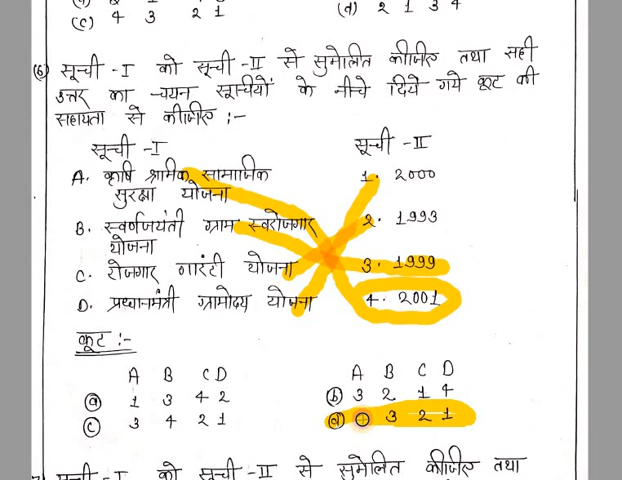 (c) 4 3 2 1 (d) 2 1 3 4
(6) सूची -I को सूची -II से सुमेलित कीजिए तथा सही
उत्तर का चयन सूचियों के नीचे दिये गये कूट की
सहायता से कीजिए :-
सूची -I सूची -II
A. कृषि श्रामिक सामाजिक 1. 2000
सुरक्षा योजना
B. स्वर्णजयंती ग्राम स्वरोजगार 2. 1993
योजना
C. रोजगार गारंटी योजना 3. 1999
D. प्रधानमंत्री ग्रामोदय योजना 4. 2001
कूट :-
A B C D A B C D
(a) 1 3 4 2 (b) 3 2 1 4
(c) 3 4 2 1 (d) 3 2 1
सूची -I को सूची -II से सुमेलित कीजिए तथा